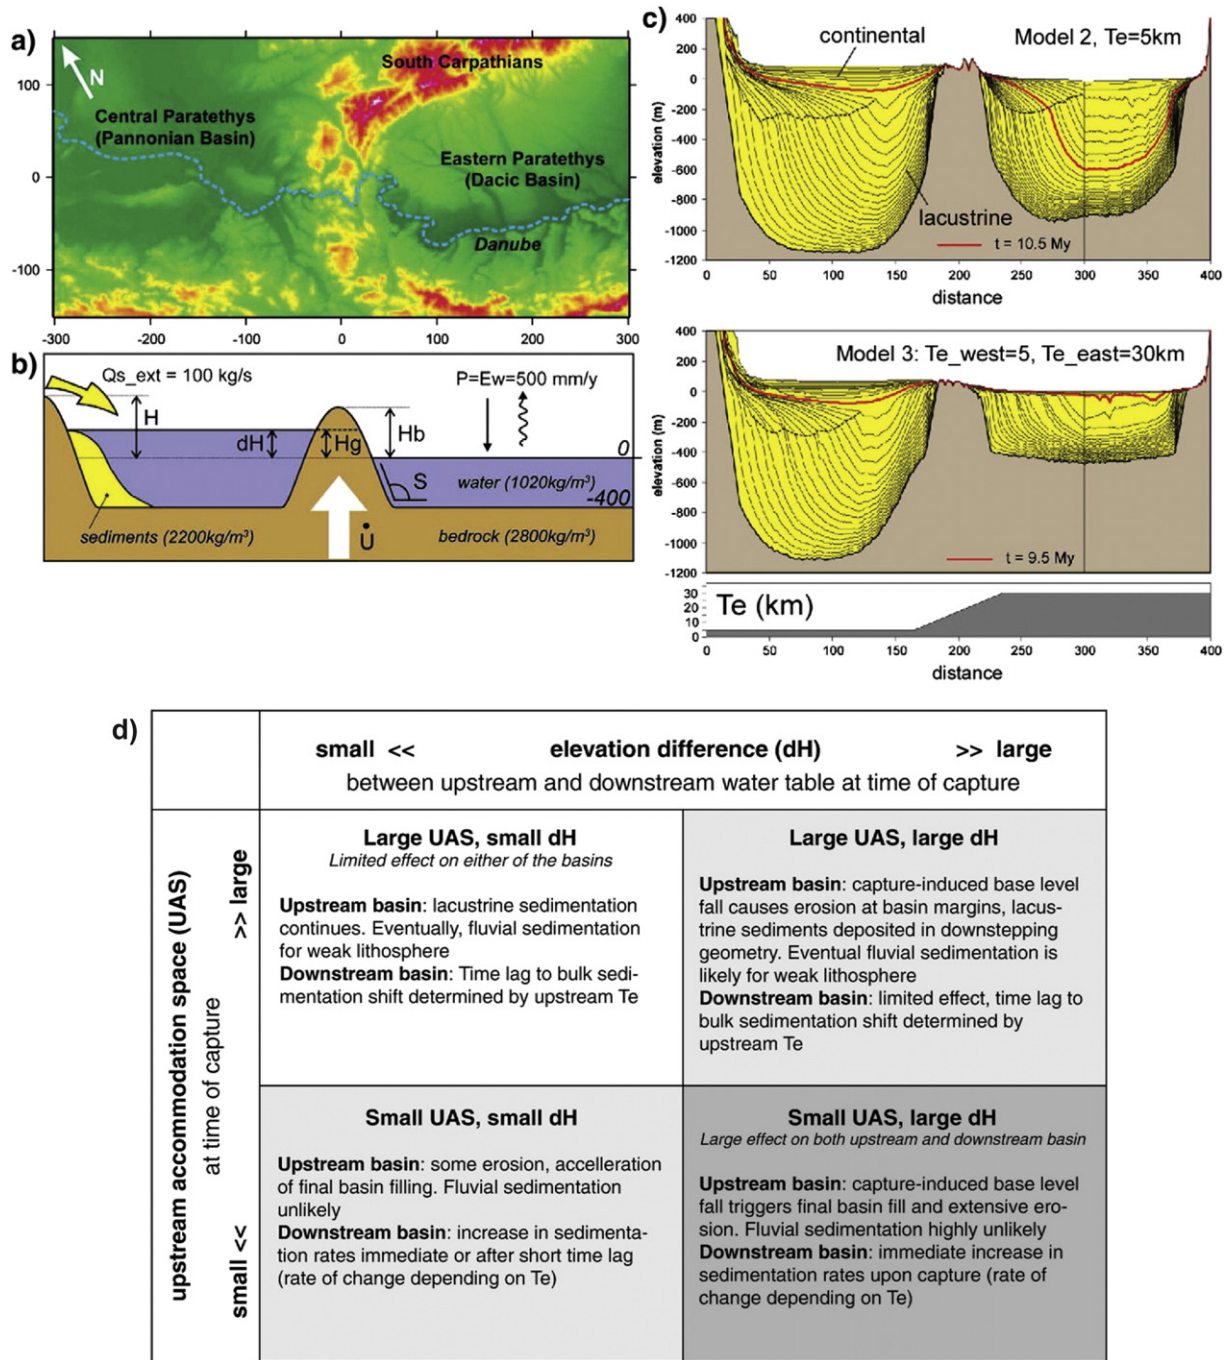 a)
N
South Carpathians
Central Paratethys
(Pannonian Basin)
Eastern Paratethys
(Dacic Basin)
Danube
100
0
-100
-300
-200
-100
0
100
200
300
b)
Qs_ext = 100 kg/s
P=Ew=500 mm/y
H
dH
Hg
Hb
S
0
water (1020kg/m³)
-400
sediments (2200kg/m³)
U̇
bedrock (2800kg/m³)
c)
continental
Model 2, Te=5km
lacustrine
t = 10.5 My
elevation (m)
400
200
0
-200
-400
-600
-800
-1000
-1200
0
50
100
150
200
250
300
350
400
distance
Model 3: Te_west=5, Te_east=30km
t = 9.5 My
elevation (m)
400
200
0
-200
-400
-600
-800
-1000
-1200
Te (km)
30
20
10
0
0
50
100
150
200
250
300
350
400
distance
d)
small << elevation difference (dH) >> large
between upstream and downstream water table at time of capture
upstream accommodation space (UAS)
at time of capture
small << >> large
Large UAS, small dH
Limited effect on either of the basins
Upstream basin: lacustrine sedimentation
continues. Eventually, fluvial sedimentation
for weak lithosphere
Downstream basin: Time lag to bulk sedi-
mentation shift determined by upstream Te
Large UAS, large dH
Upstream basin: capture-induced base level
fall causes erosion at basin margins, lacus-
trine sediments deposited in downstepping
geometry. Eventual fluvial sedimentation is
likely for weak lithosphere
Downstream basin: limited effect, time lag to
bulk sedimentation shift determined by
upstream Te
Small UAS, small dH
Upstream basin: some erosion, accelleration
of final basin filling. Fluvial sedimentation
unlikely
Downstream basin: increase in sedimenta-
tion rates immediate or after short time lag
(rate of change depending on Te)
Small UAS, large dH
Large effect on both upstream and downstream basin
Upstream basin: capture-induced base level
fall triggers final basin fill and extensive ero-
sion. Fluvial sedimentation highly unlikely
Downstream basin: immediate increase in
sedimentation rates upon capture (rate of
change depending on Te)